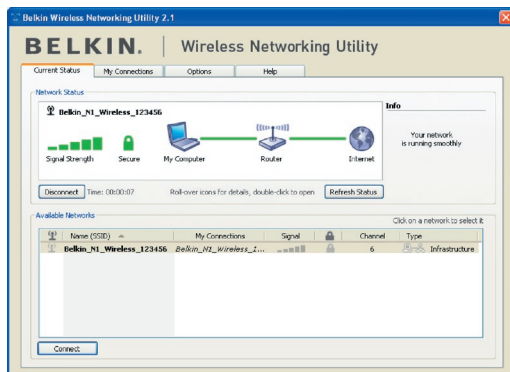 Belkin Wireless Networking Utility 2.1
BELKIN. Wireless Networking Utility
Current Status My Connections Options Help
Network Status
Belkin_N1_Wireless_123456
Info
Your network
is running smoothly
Signal Strength Secure My Computer Router Internet
Disconnect Time: 00:00:07 Roll-over icons for details, double-click to open Refresh Status
Available Networks
Click on a network to select it
Name (SSID) My Connections Signal Channel Type
Belkin_N1_Wireless_123456 Belkin_N1_Wireless_1... 6 Infrastructure
Connect